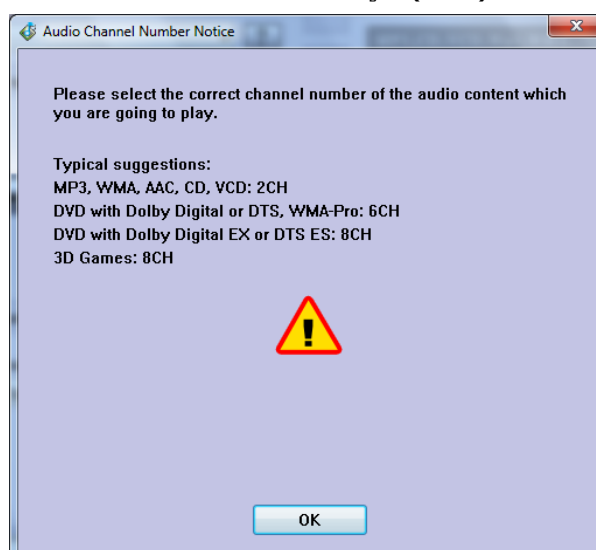 Audio Channel Number Notice
Please select the correct channel number of the audio content which
you are going to play.
Typical suggestions:
MP3, WMA, AAC, CD, VCD: 2CH
DVD with Dolby Digital or DTS, WMA-Pro: 6CH
DVD with Dolby Digital EX or DTS ES: 8CH
3D Games: 8CH
OK